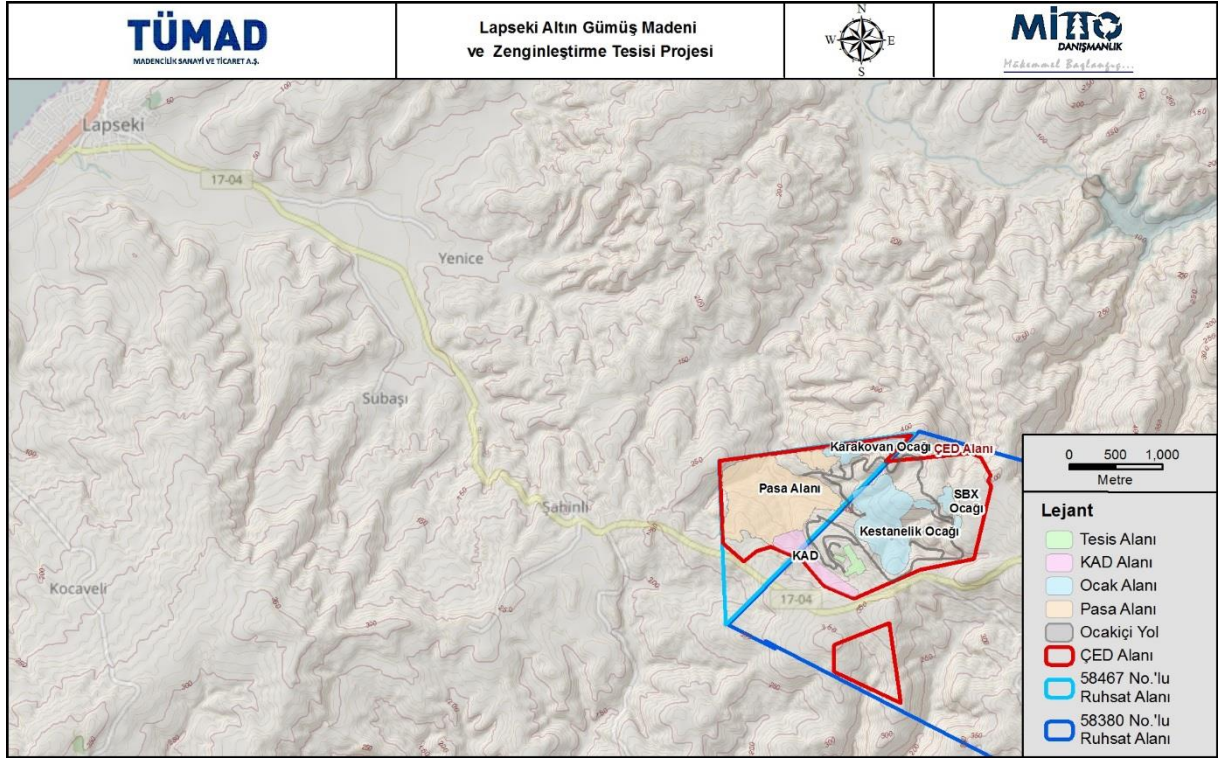 TÜMAD
MADENCİLİK SANAYİ VE TİCARET A.Ş.
Lapseki Altın Gümüş Madeni
ve Zenginleştirme Tesisi Projesi
N
W
E
S
MİTTO
DANIŞMANLIK
Mükemmel Başlangıç...
Lapseki
17-04
Yenice
Subaşı
Şahinli
Kocaveli
Karakovan Ocağı
ÇED Alanı
Pasa Alanı
SBX
Ocağı
Kestanelik Ocağı
KAD
17-04
0 500 1,000
Metre
Lejant
Tesis Alanı
KAD Alanı
Ocak Alanı
Pasa Alanı
Ocakiçi Yol
ÇED Alanı
58467 No.'lu
Ruhsat Alanı
58380 No.'lu
Ruhsat Alanı